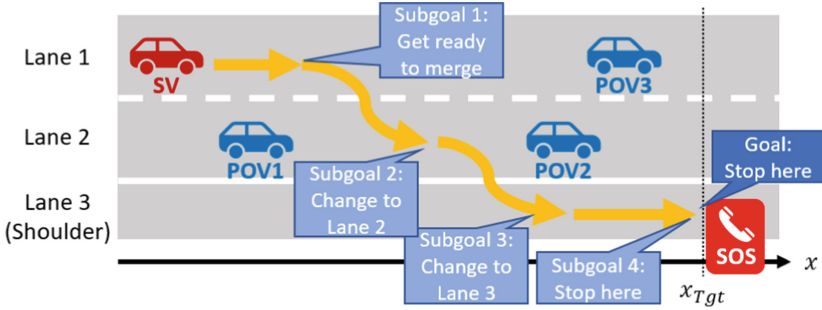 Lane 1
SV
Subgoal 1:
Get ready
to merge
POV3
Lane 2
POV1
Subgoal 2:
Change to
Lane 2
POV2
Goal:
Stop here
Lane 3
(Shoulder)
Subgoal 3:
Change to
Lane 3
Subgoal 4:
Stop here
SOS
x
x_Tgt